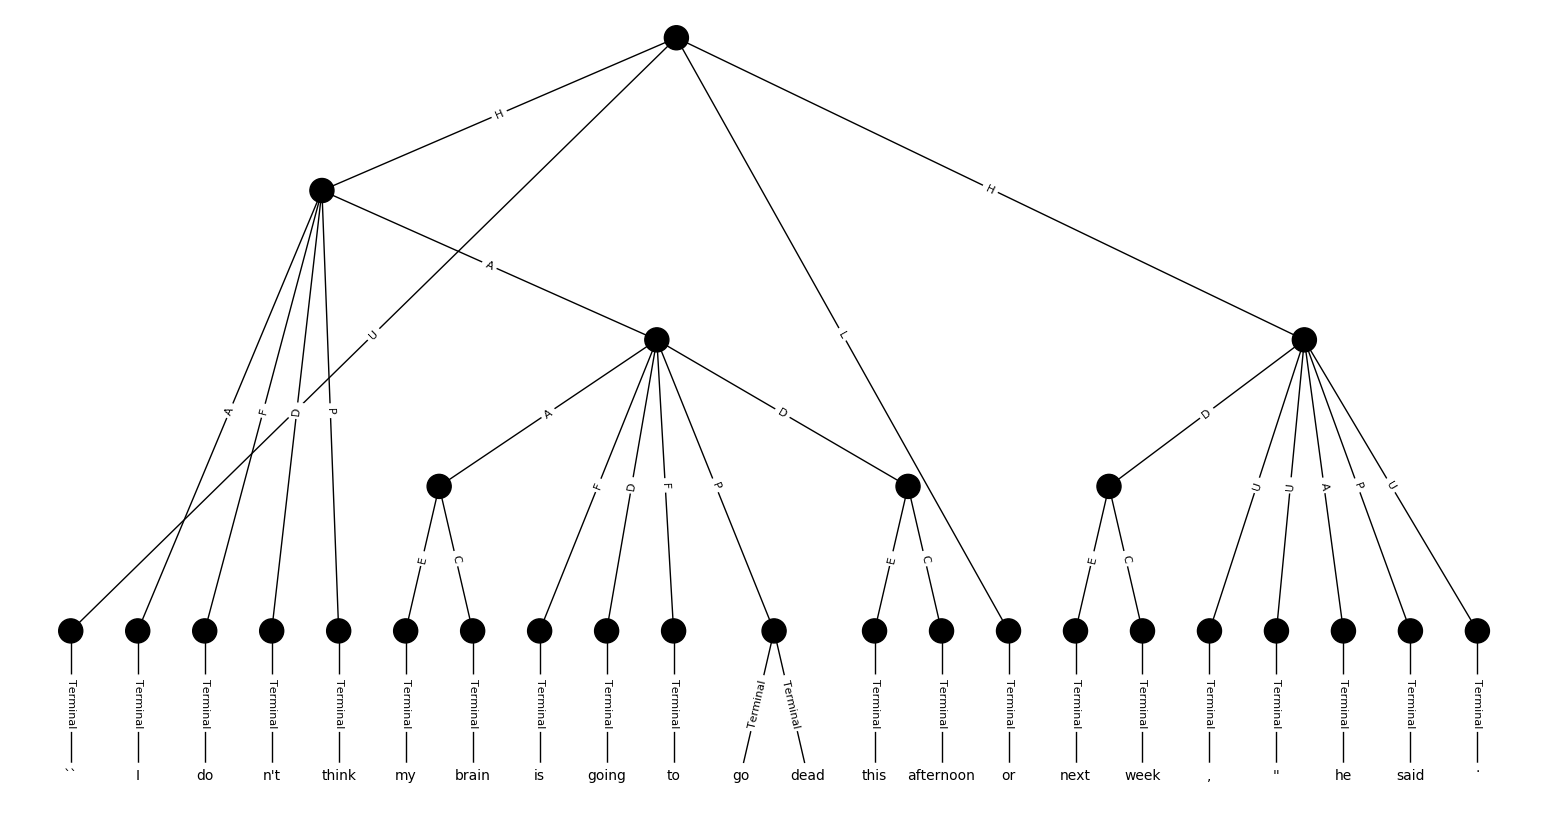 H
H
A
U
L
A
F
D
P
A
D
D
F
D
F
P
U
U
A
P
U
E
C
E
C
E
C
Terminal Terminal Terminal Terminal Terminal Terminal Terminal Terminal Terminal Terminal Terminal Terminal Terminal Terminal Terminal Terminal Terminal Terminal Terminal Terminal Terminal Terminal
`` I do n't think my brain is going to go dead this afternoon or next week , " he said .